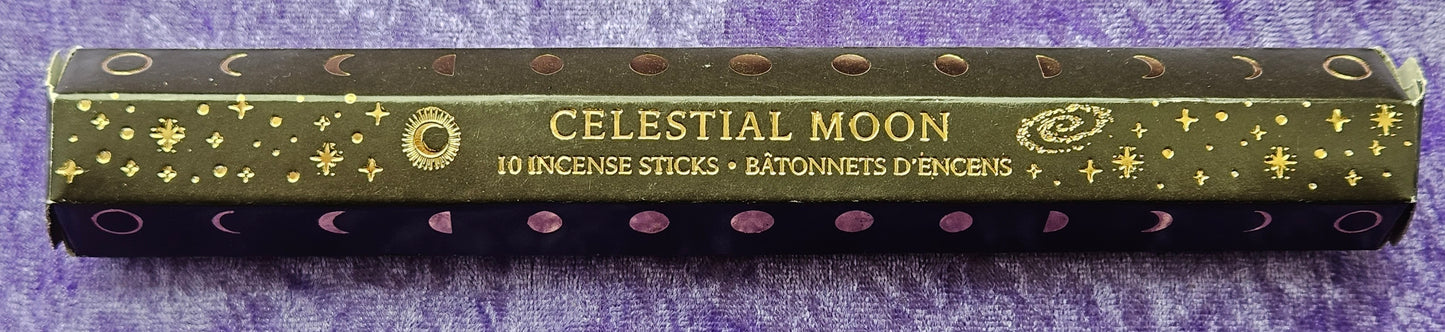 CELESTIAL MOON
10 INCENSE STICKS • BÂTONNETS D'ENCENS